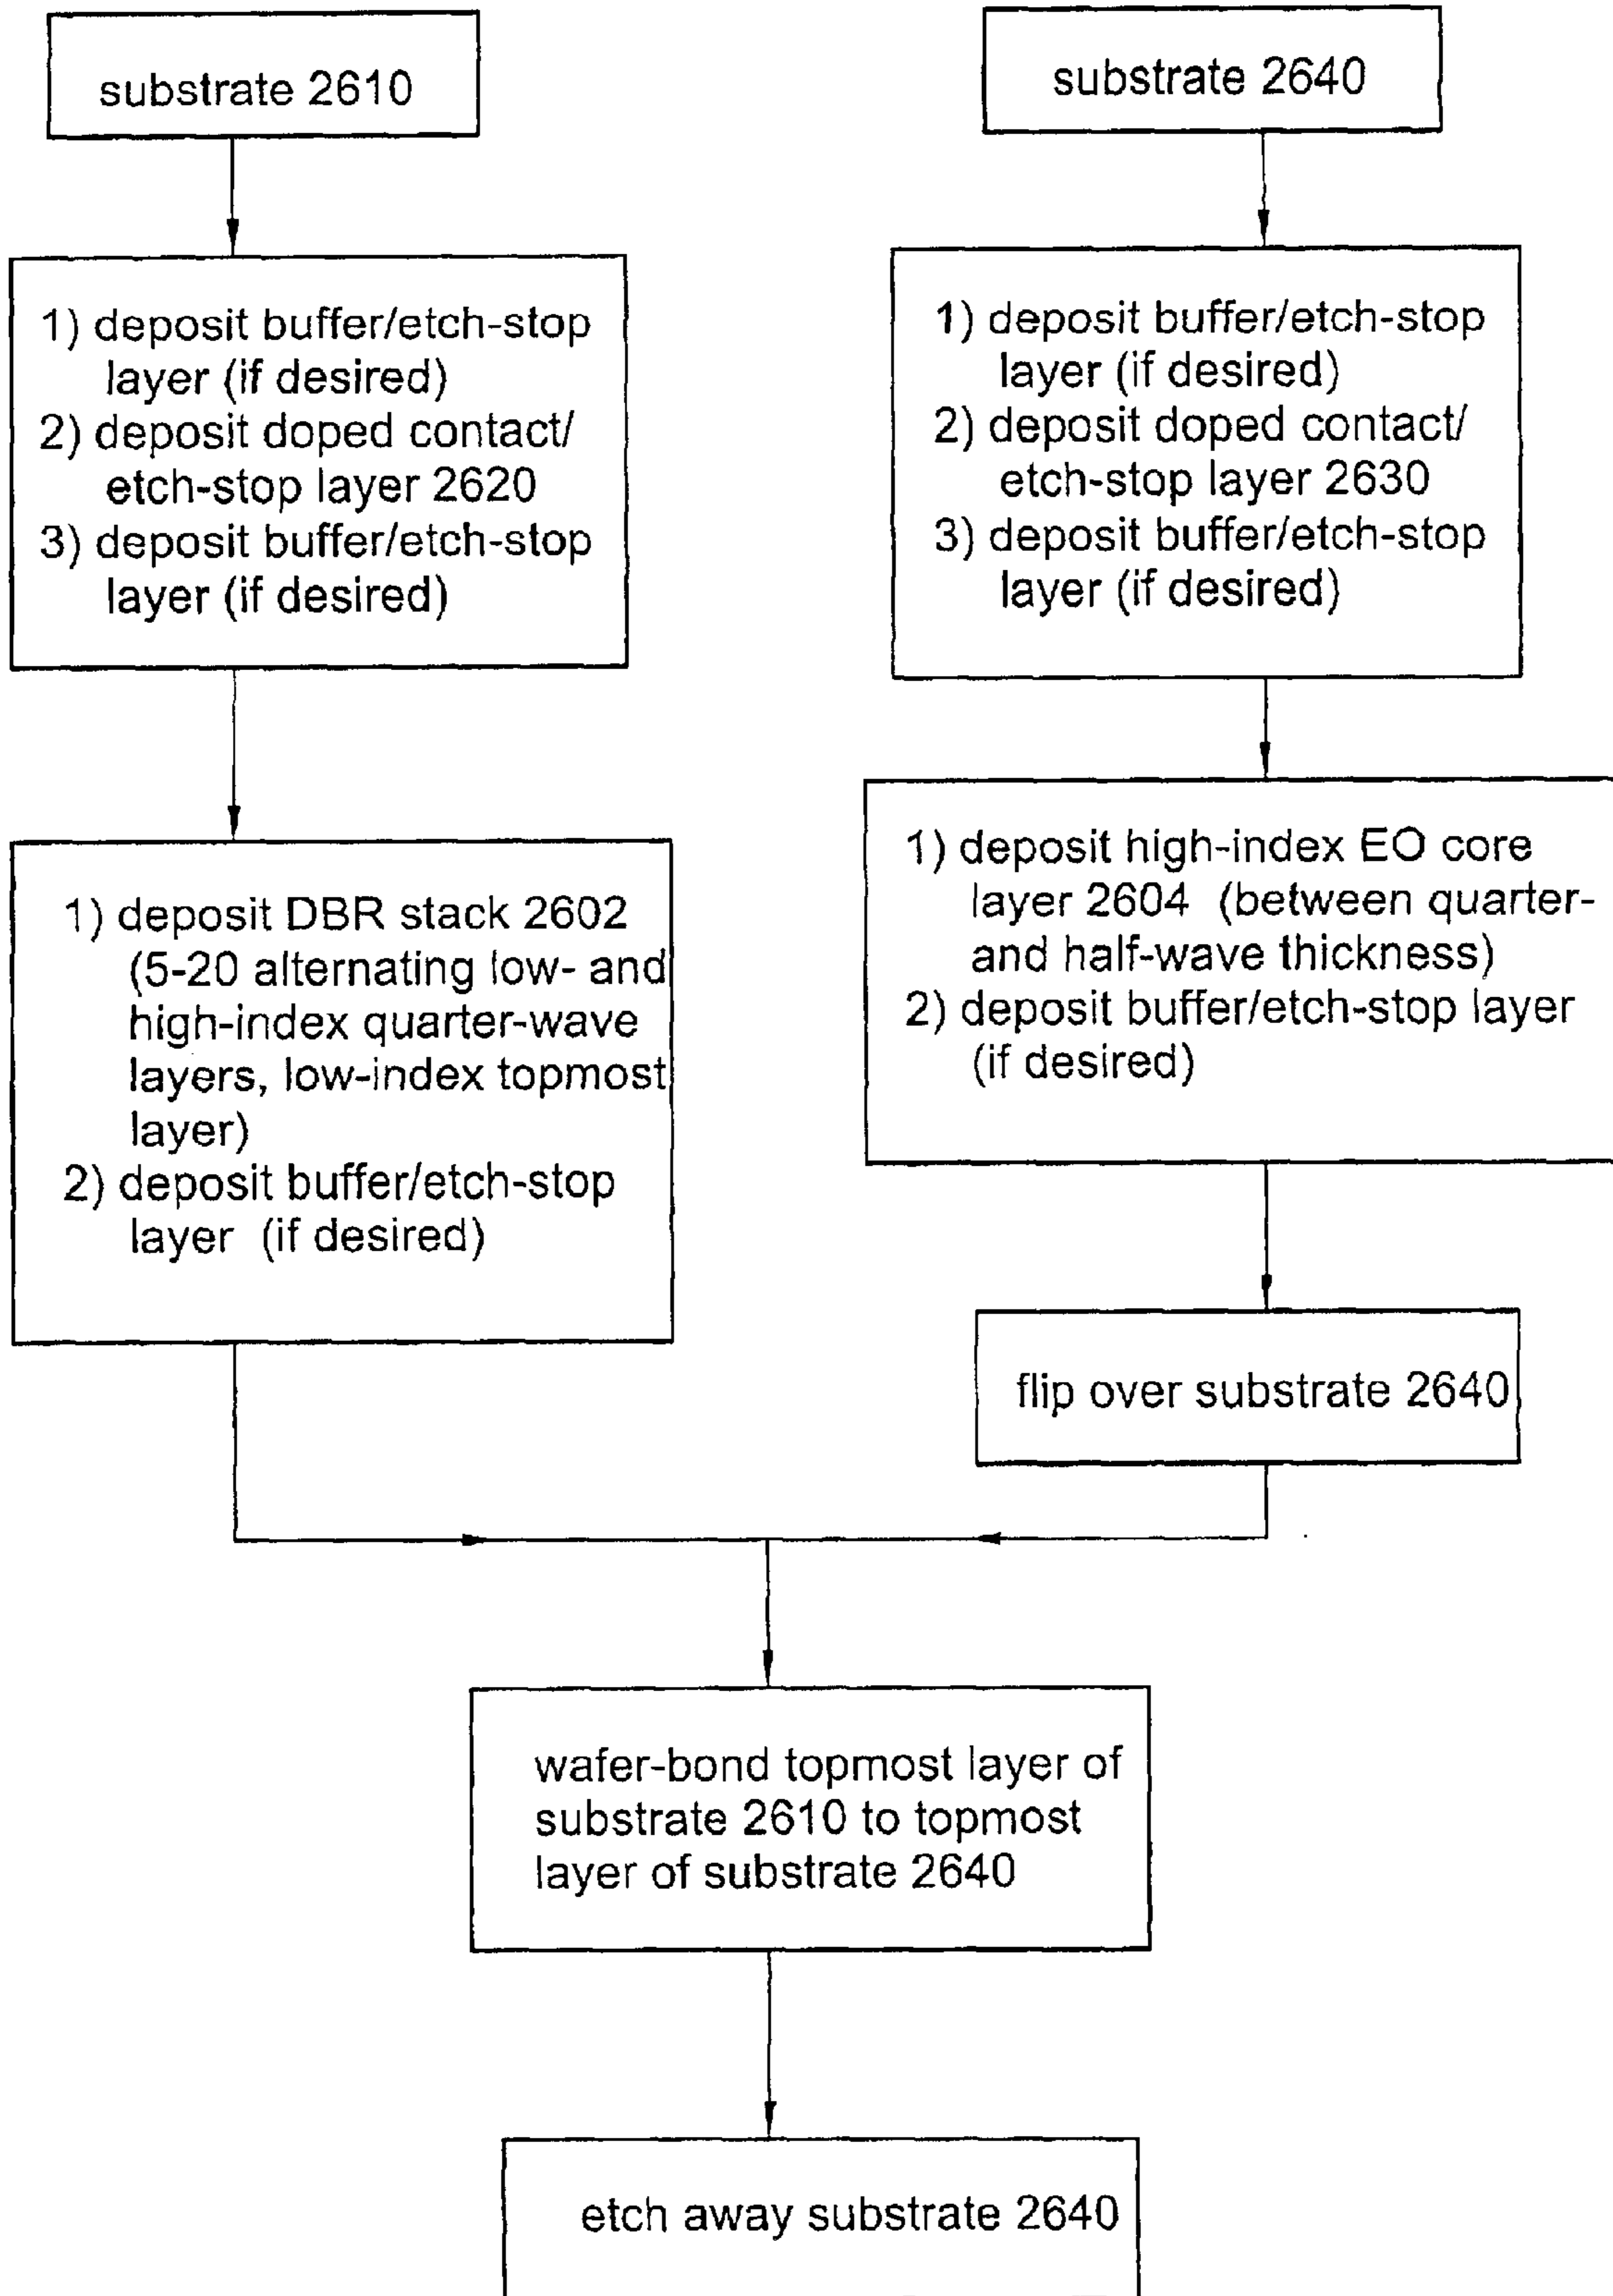 substrate 2610
substrate 2640
1) deposit buffer/etch-stop
layer (if desired)
2) deposit doped contact/
etch-stop layer 2620
3) deposit buffer/etch-stop
layer (if desired)
1) deposit buffer/etch-stop
layer (if desired)
2) deposit doped contact/
etch-stop layer 2630
3) deposit buffer/etch-stop
layer (if desired)
1) deposit DBR stack 2602
(5-20 alternating low- and
high-index quarter-wave
layers, low-index topmost
layer)
2) deposit buffer/etch-stop
layer (if desired)
1) deposit high-index EO core
layer 2604 (between quarter-
and half-wave thickness)
2) deposit buffer/etch-stop layer
(if desired)
flip over substrate 2640
wafer-bond topmost layer of
substrate 2610 to topmost
layer of substrate 2640
etch away substrate 2640